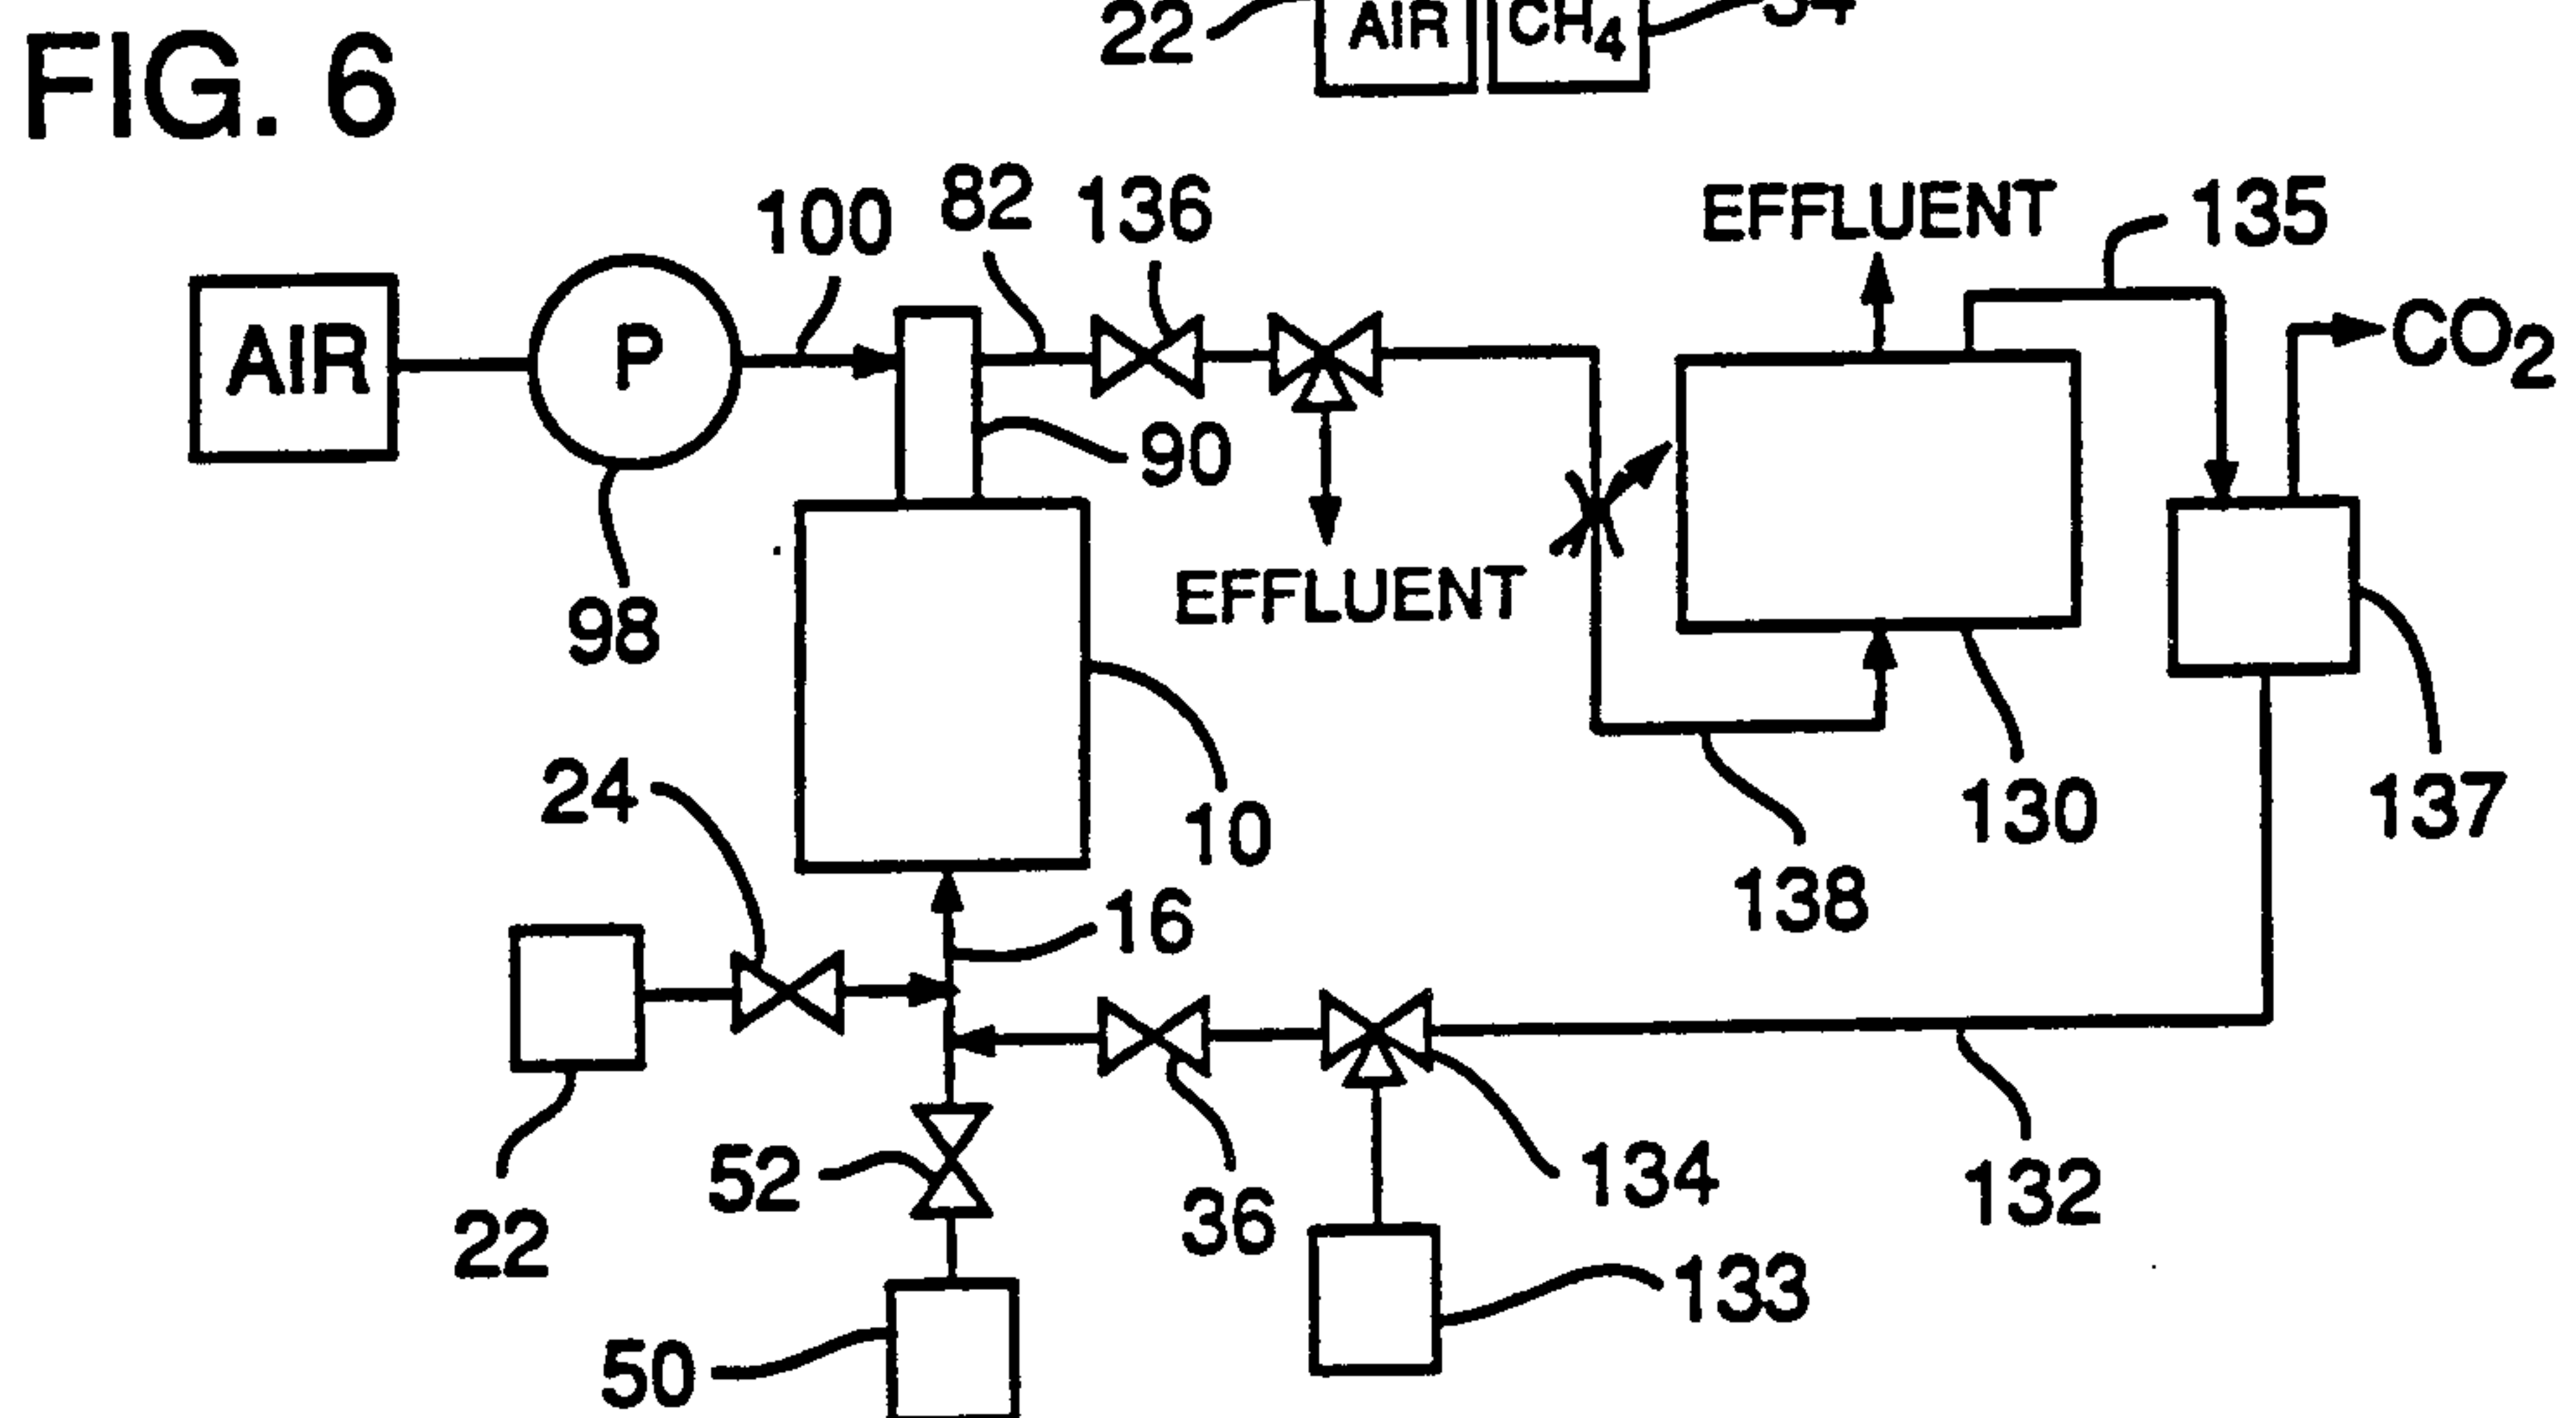 22 AIR CH4
FIG. 6
100 82 136 EFFLUENT 135
AIR P CO2
90
98 EFFLUENT
24 10 130 137
16 138
52 36 134 132
22 133
50